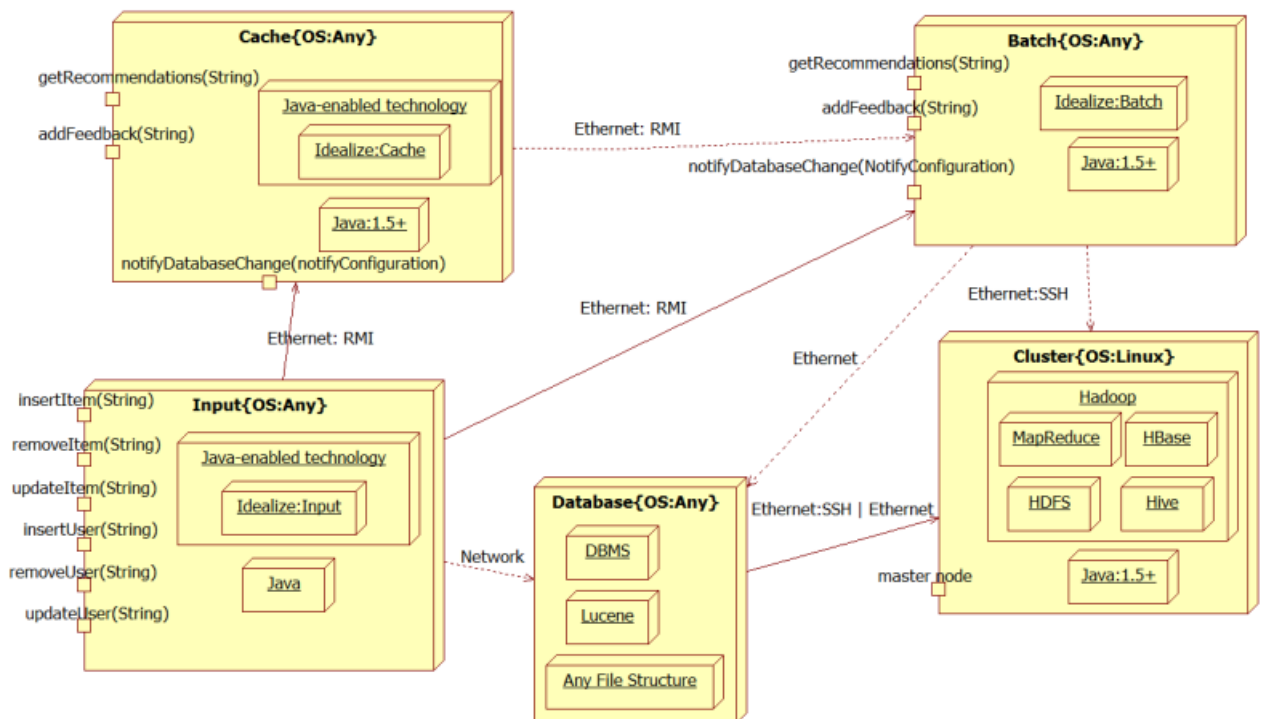 Cache{OS:Any}
getRecommendations(String)
Java-enabled technology
addFeedback(String)
Idealize:Cache
Java:1.5+
notifyDatabaseChange(notifyConfiguration)
Ethernet: RMI
Batch{OS:Any}
getRecommendations(String)
Idealize:Batch
addFeedback(String)
Java:1.5+
notifyDatabaseChange(NotifyConfiguration)
Ethernet: RMI
Ethernet: RMI
Ethernet:SSH
Ethernet
Input{OS:Any}
insertItem(String)
removeItem(String)
Java-enabled technology
updateItem(String)
Idealize:Input
insertUser(String)
removeUser(String)
Java
updateUser(String)
Network
Database{OS:Any}
DBMS
Lucene
Any File Structure
Ethernet:SSH | Ethernet
Cluster{OS:Linux}
Hadoop
MapReduce
HBase
HDFS
Hive
master node
Java:1.5+